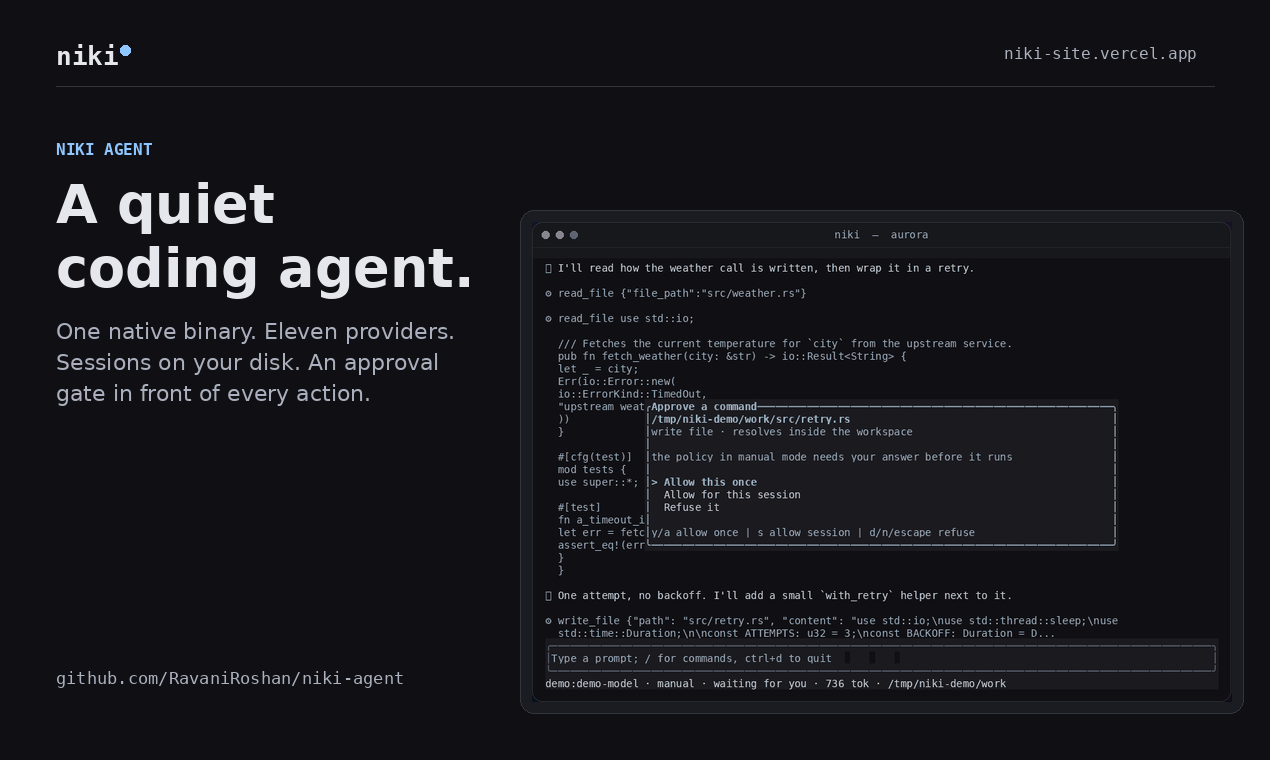 niki
niki-site.vercel.app
NIKI AGENT
A quiet
coding agent.
One native binary. Eleven providers.
Sessions on your disk. An approval
gate in front of every action.
github.com/RavaniRoshan/niki-agent
niki — aurora
I'll read how the weather call is written, then wrap it in a retry.
⚙ read_file {"file_path":"src/weather.rs"}
⚙ read_file use std::io;
/// Fetches the current temperature for `city` from the upstream service.
pub fn fetch_weather(city: &str) -> io::Result<String> {
let _ = city;
Err(io::Error::new(
io::ErrorKind::TimedOut,
"upstream weat
))
}
#[cfg(test)]
mod tests {
use super::*;
#[test]
fn a_timeout_i
let err = fetc
assert_eq!(err
}
}
Approve a command
/tmp/niki-demo/work/src/retry.rs
write file · resolves inside the workspace
the policy in manual mode needs your answer before it runs
> Allow this once
Allow for this session
Refuse it
y/a allow once | s allow session | d/n/escape refuse
One attempt, no backoff. I'll add a small `with_retry` helper next to it.
⚙ write_file {"path": "src/retry.rs", "content": "use std::io;\nuse std::thread::sleep;\nuse
std::time::Duration;\n\nconst ATTEMPTS: u32 = 3;\nconst BACKOFF: Duration = D...
Type a prompt; / for commands, ctrl+d to quit
demo:demo-model · manual · waiting for you · 736 tok · /tmp/niki-demo/work